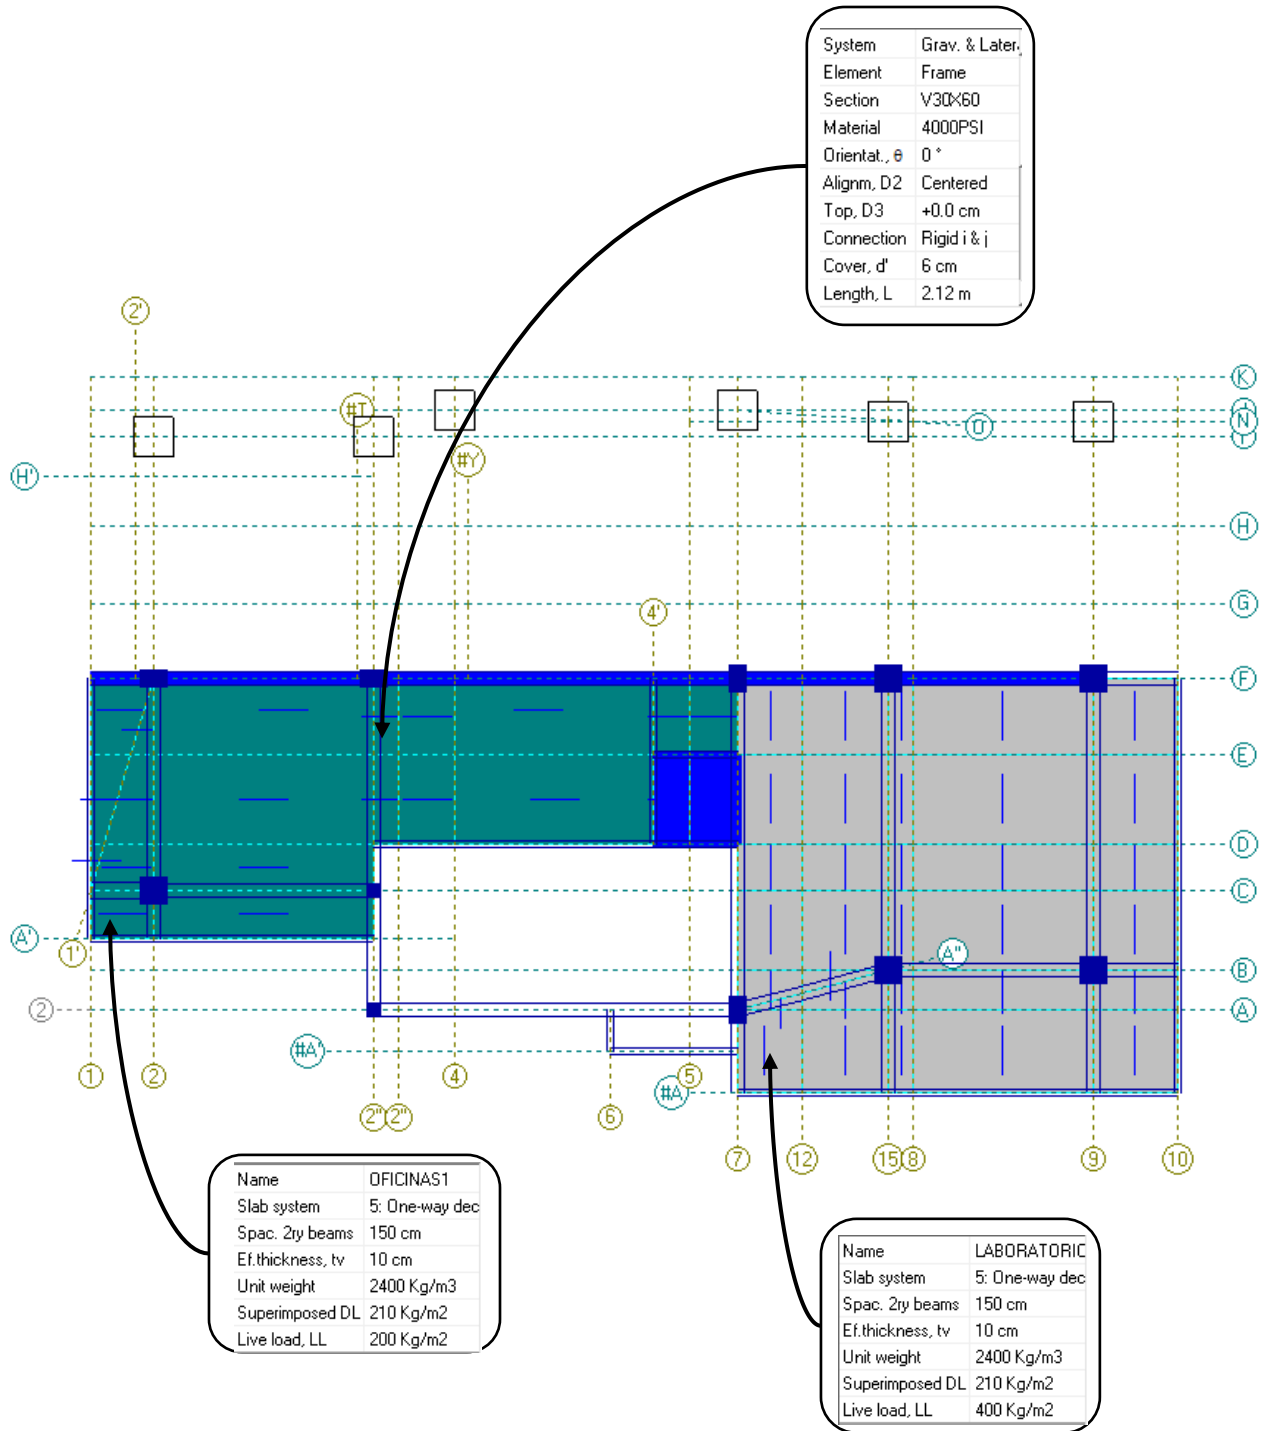 System Grav. & Later
Element Frame
Section V30X60
Material 4000PSI
Orientat., θ 0 °
Alignm, D2 Centered
Top, D3 +0.0 cm
Connection Rigid i & j
Cover, d' 6 cm
Length, L 2.12 m
2'
K
#T
N
O
#Y
H'
H
G
4'
F
E
D
C
A'
1'
A"
B
2
A
#A'
1
2
4
5
#A
2"
2"
6
7
12
15
8
9
10
Name OFICINAS1
Slab system 5: One-way dec
Spac. 2ry beams 150 cm
Ef.thickness, tv 10 cm
Unit weight 2400 Kg/m3
Superimposed DL 210 Kg/m2
Live load, LL 200 Kg/m2
Name LABORATORIO
Slab system 5: One-way dec
Spac. 2ry beams 150 cm
Ef.thickness, tv 10 cm
Unit weight 2400 Kg/m3
Superimposed DL 210 Kg/m2
Live load, LL 400 Kg/m2